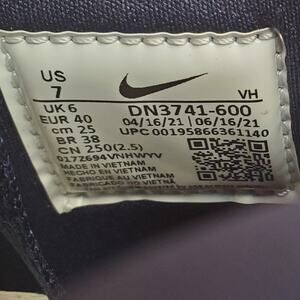 US
7
VH
UK 6
DN3741-600
EUR 40
04/16/21 | 06/16/21
cm 25
UPC 00195866361140
BR 38
CN 250(2.5)
017Z694VNHWYV
MADE IN VIETNAM
HECHO EN VIETNAM
FABRIQUE AU VIETNAM
FABRICADO NO VIETNÃ